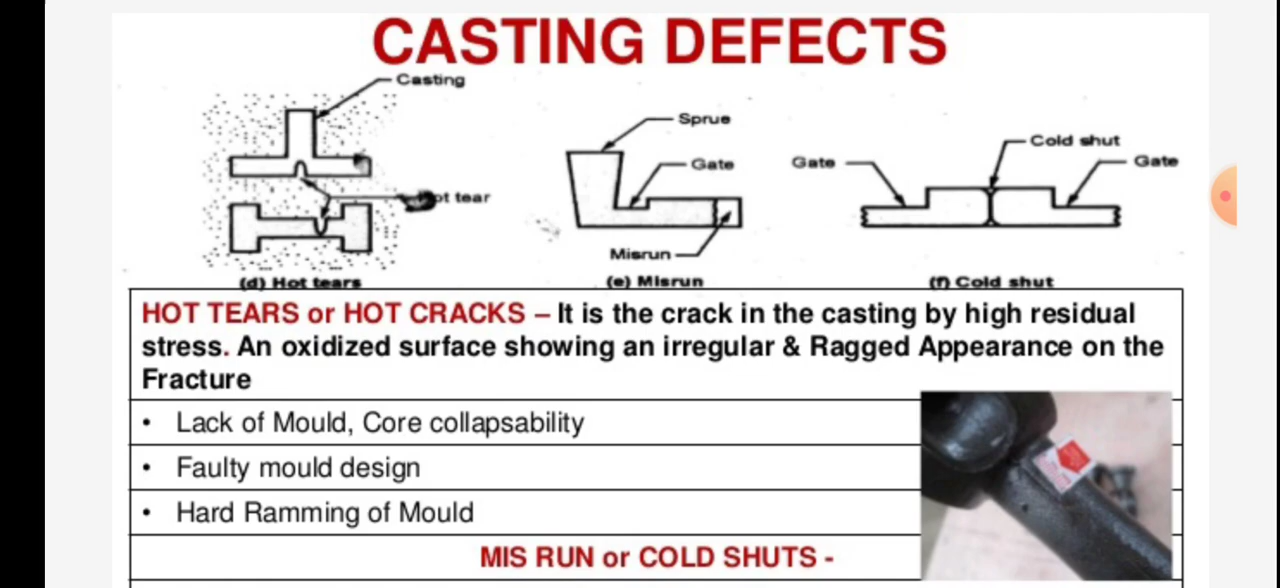 CASTING DEFECTS
Casting
Hot tear
(d) Hot tears
Sprue
Gate
Misrun
(e) Misrun
Gate
Cold shut
Gate
(f) Cold shut
HOT TEARS or HOT CRACKS – It is the crack in the casting by high residual
stress. An oxidized surface showing an irregular & Ragged Appearance on the
Fracture
• Lack of Mould, Core collapsability
• Faulty mould design
• Hard Ramming of Mould
MIS RUN or COLD SHUTS -